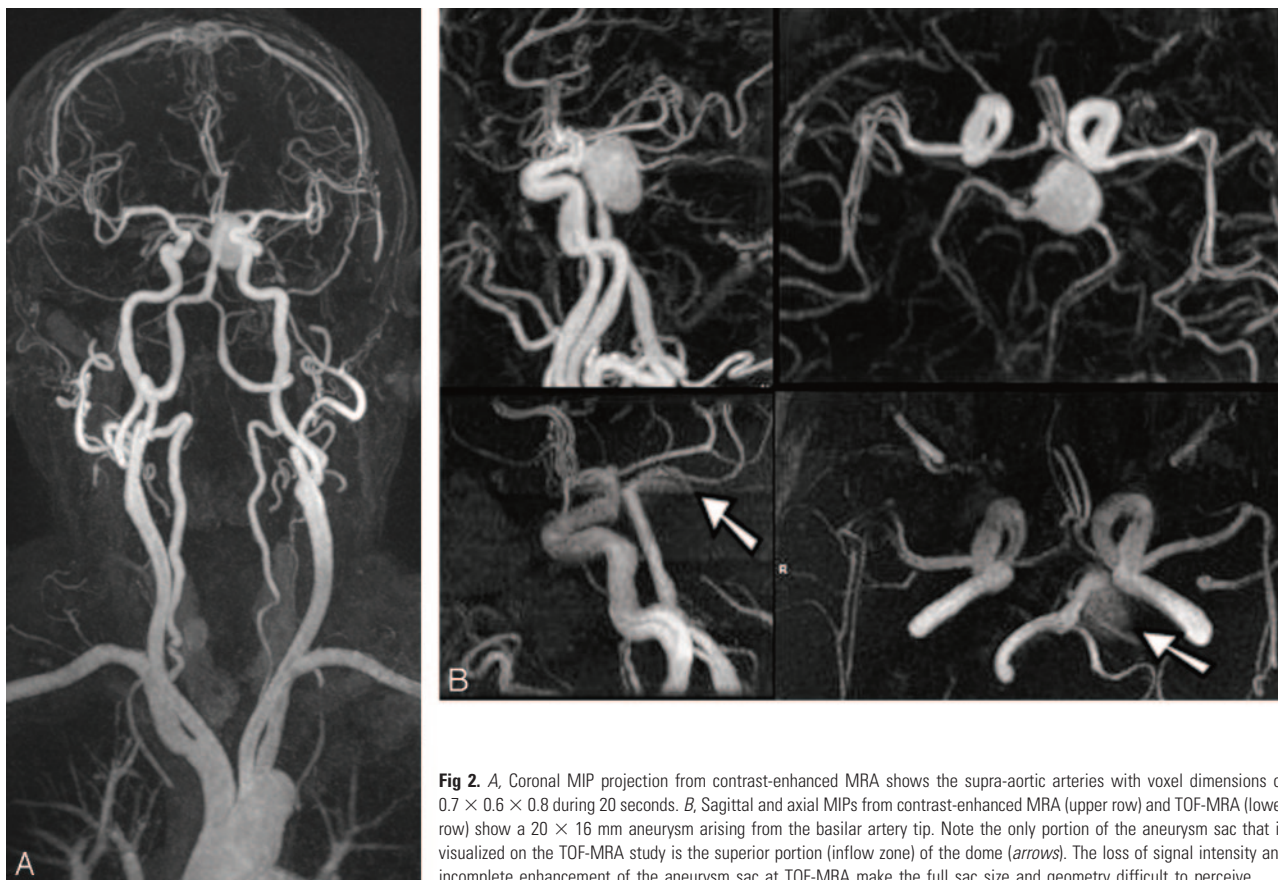 A
B
R
Fig 2. A, Coronal MIP projection from contrast-enhanced MRA shows the supra-aortic arteries with voxel dimensions
0.7 × 0.6 × 0.8 during 20 seconds. B, Sagittal and axial MIPs from contrast-enhanced MRA (upper row) and TOF-MRA
row) show a 20 × 16 mm aneurysm arising from the basilar artery tip. Note the only portion of the aneurysm sac that
visualized on the TOF-MRA study is the superior portion (inflow zone) of the dome (arrows). The loss of signal intensity
incomplete enhancement of the aneurysm sac at TOF-MRA make the full sac size and geometry difficult to perceive.